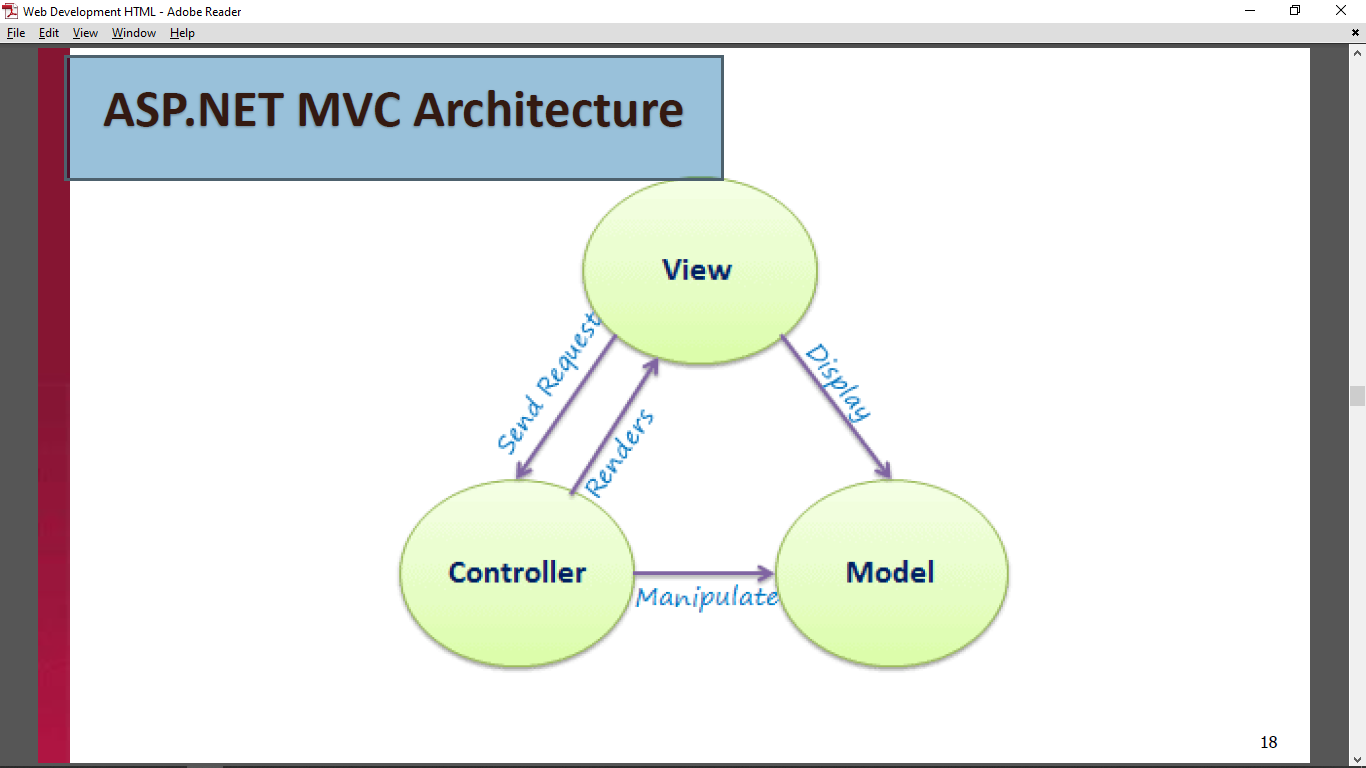 Web Development HTML - Adobe Reader
File Edit View Window Help
ASP.NET MVC Architecture
View
Send Request
Renders
Display
Controller
Manipulate
Model
18